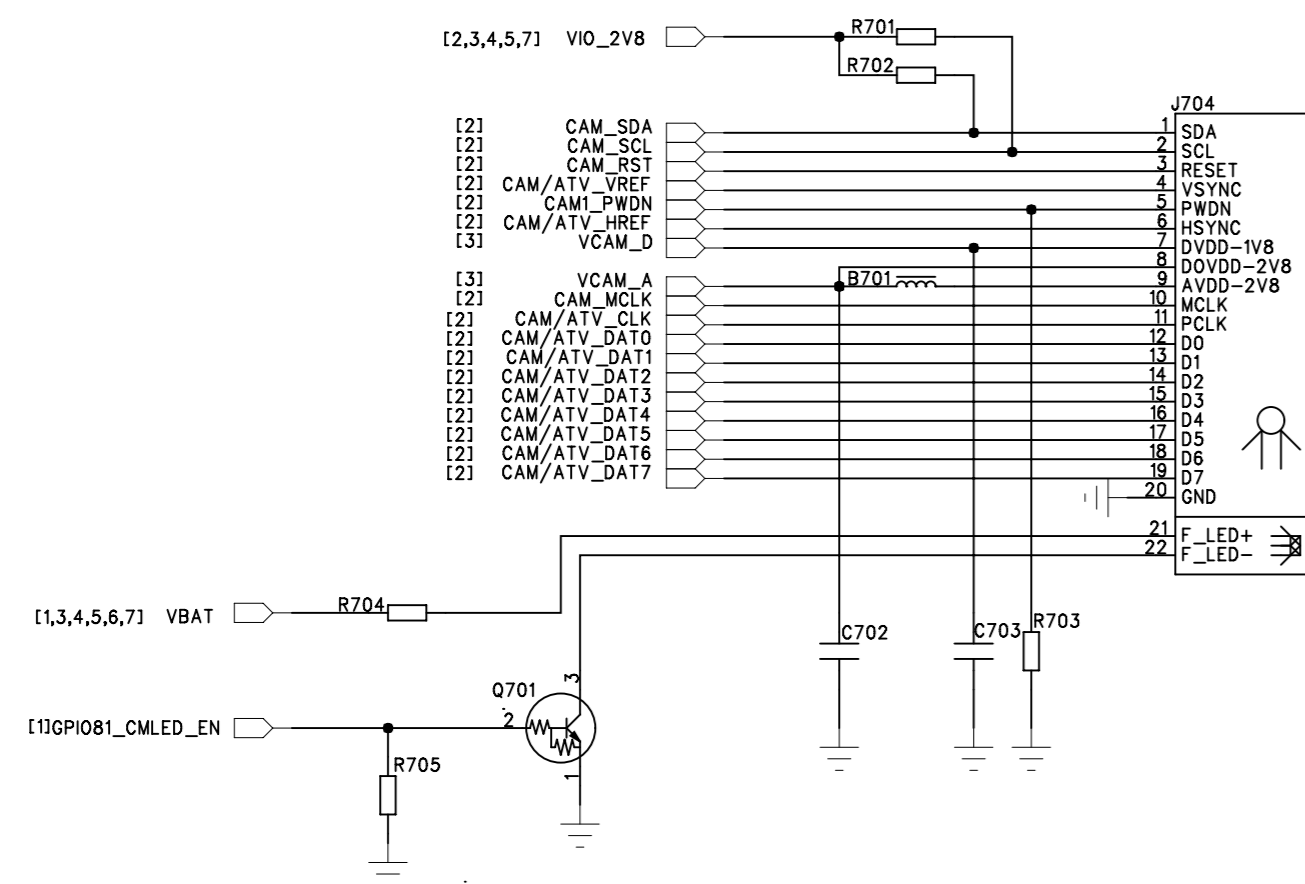 [2,3,4,5,7] VIO_2V8
R701
R702
J704
[2] CAM_SDA 1 SDA
[2] CAM_SCL 2 SCL
[2] CAM_RST 3 RESET
[2] CAM/ATV_VREF 4 VSYNC
[2] CAM1_PWDN 5 PWDN
[2] CAM/ATV_HREF 6 HSYNC
[3] VCAM_D 7 DVDD-1V8
8 DOVDD-2V8
[3] VCAM_A B701 9 AVDD-2V8
[2] CAM_MCLK 10 MCLK
[2] CAM/ATV_CLK 11 PCLK
[2] CAM/ATV_DAT0 12 D0
[2] CAM/ATV_DAT1 13 D1
[2] CAM/ATV_DAT2 14 D2
[2] CAM/ATV_DAT3 15 D3
[2] CAM/ATV_DAT4 16 D4
[2] CAM/ATV_DAT5 17 D5
[2] CAM/ATV_DAT6 18 D6
[2] CAM/ATV_DAT7 19 D7
20 GND
21 F_LED+
22 F_LED-
[1,3,4,5,6,7] VBAT R704
C702 C703 R703
Q701 3
[1]GPIO81_CMLED_EN 2
R705 1